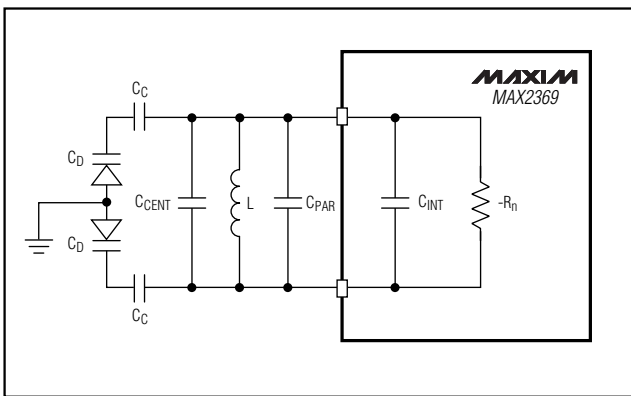 MAXIM
MAX2369
C_C
C_D
C_CENT
L
C_PAR
C_INT
-R_n
C_D
C_C